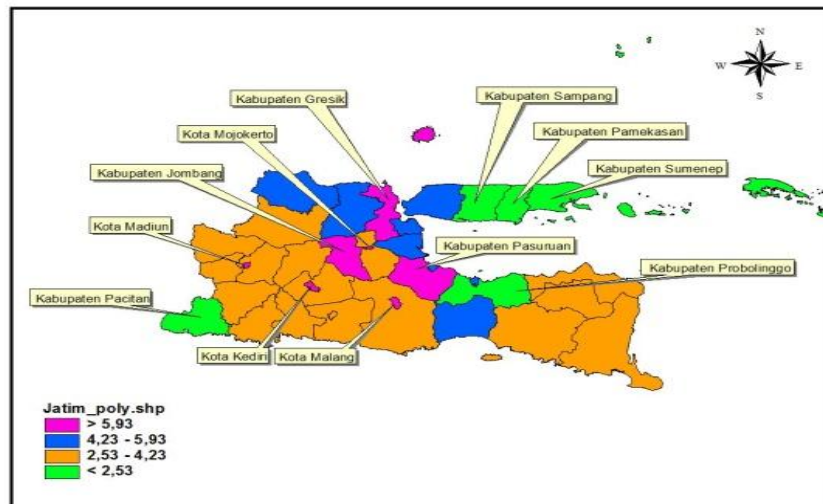 N
W E
S
Kabupaten Gresik
Kabupaten Sampang
Kota Mojokerto
Kabupaten Pamekasan
Kabupaten Jombang
Kabupaten Sumenep
Kota Madiun
Kabupaten Pasuruan
Kabupaten Probolinggo
Kabupaten Pacitan
Kota Kediri
Kota Malang
Jatim_poly.shp
> 5,93
4,23 - 5,93
2,53 - 4,23
< 2,53